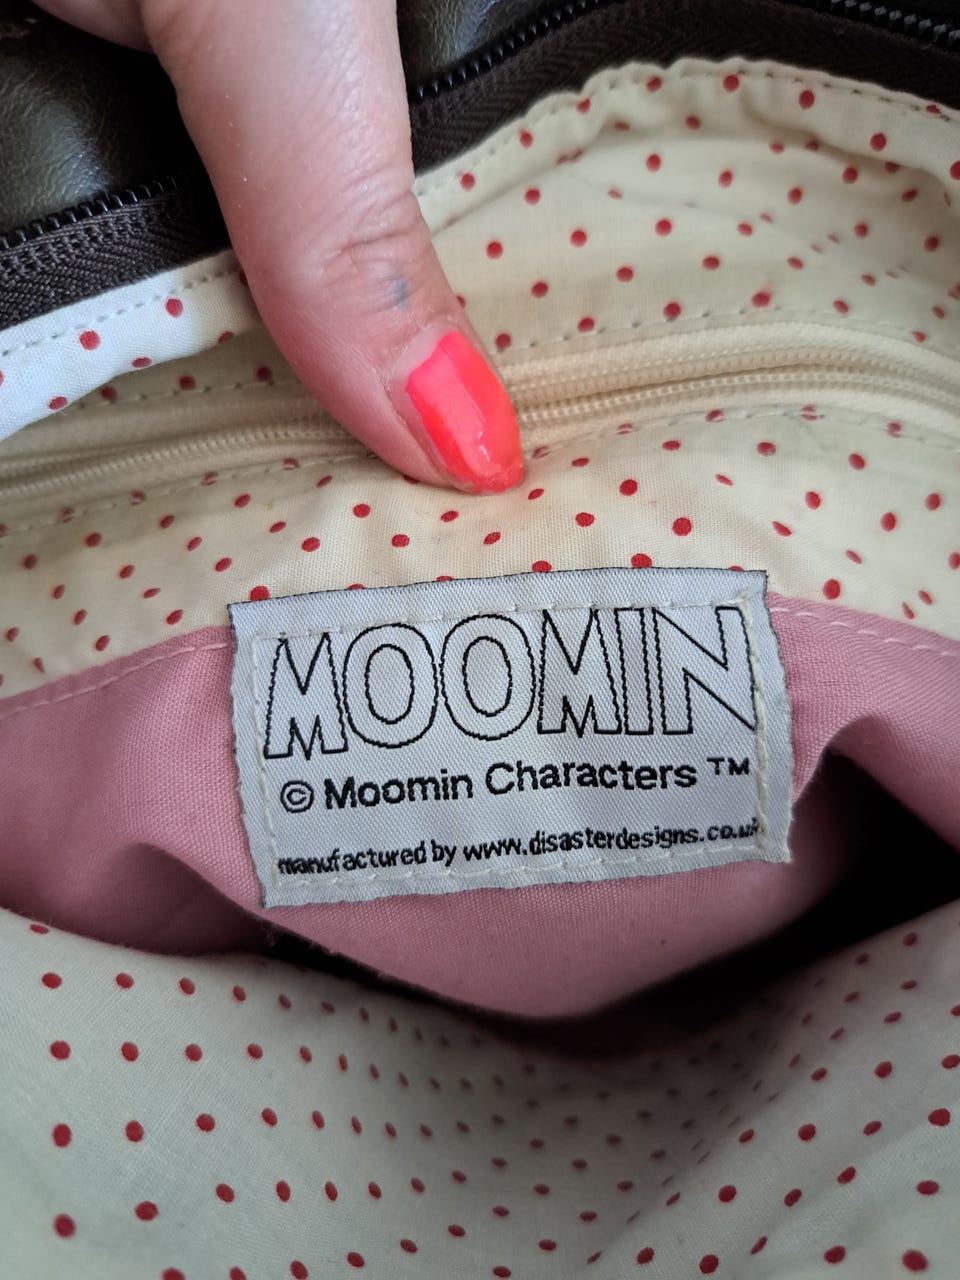 MOOMIN
© Moomin Characters ™
manufactured by www.disasterdesigns.co.uk